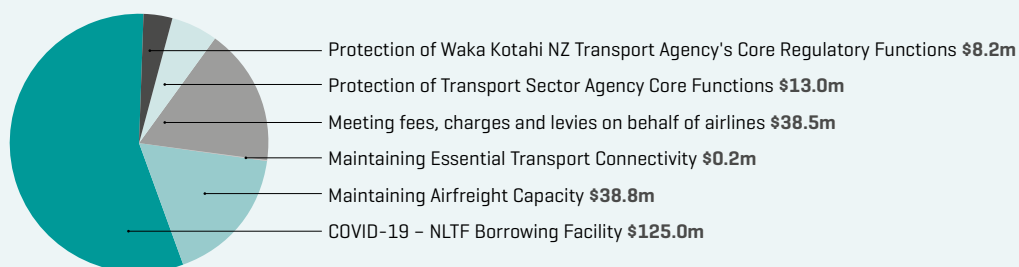 Protection of Waka Kotahi NZ Transport Agency's Core Regulatory Functions $8.2m
Protection of Transport Sector Agency Core Functions $13.0m
Meeting fees, charges and levies on behalf of airlines $38.5m
Maintaining Essential Transport Connectivity $0.2m
Maintaining Airfreight Capacity $38.8m
COVID-19 – NLTF Borrowing Facility $125.0m